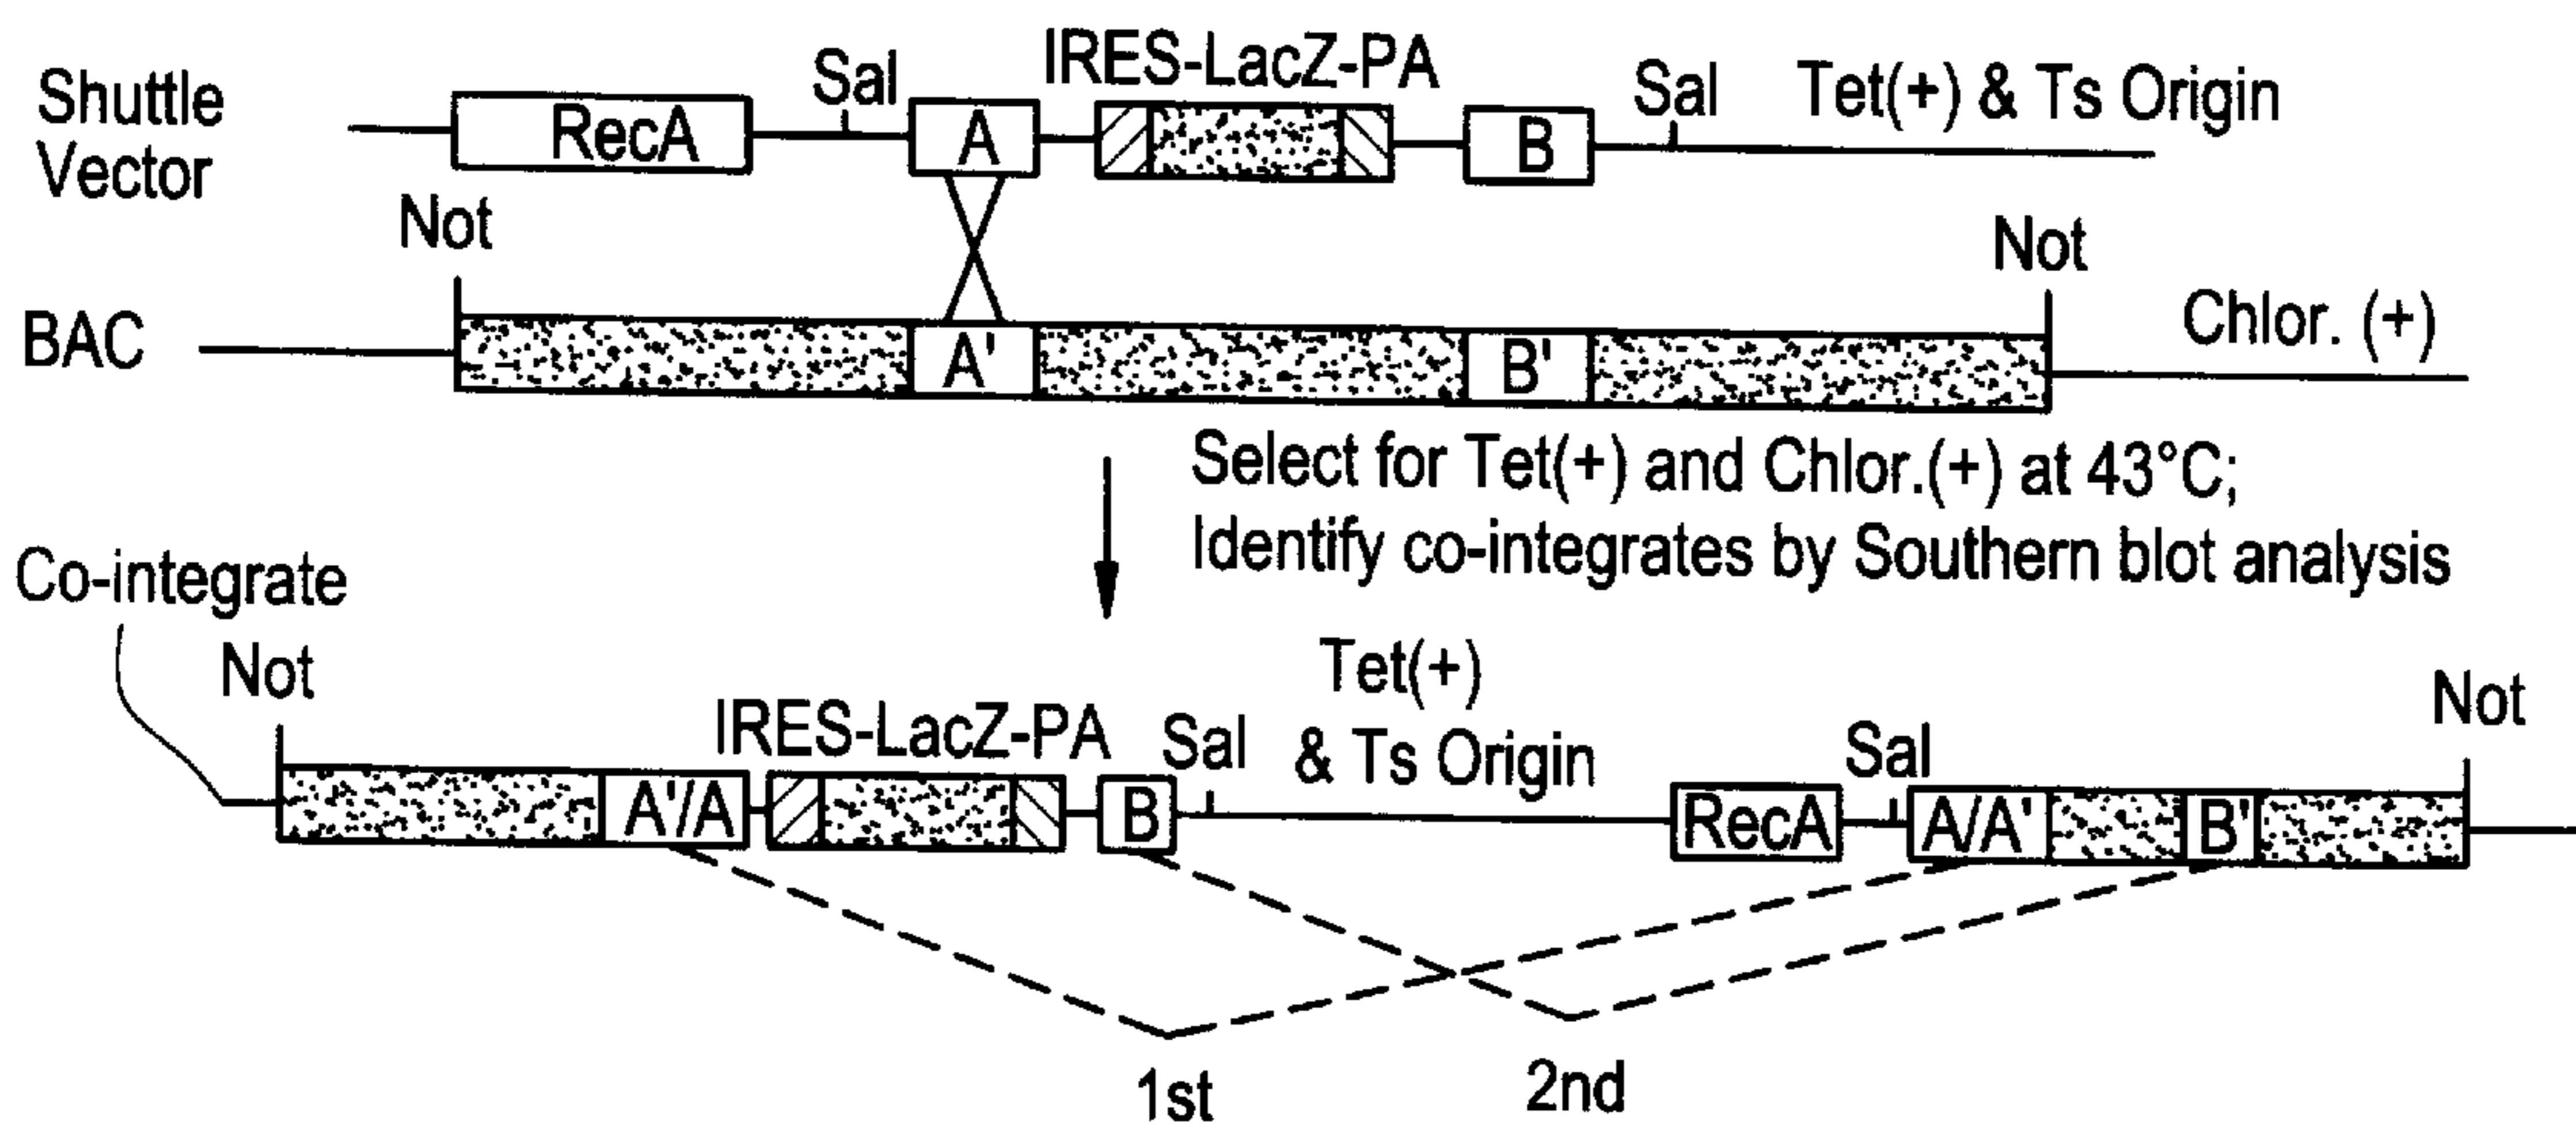 Shuttle
Vector
RecA
Sal
A
IRES-LacZ-PA
B
Sal
Tet(+) & Ts Origin
Not
Not
BAC
A'
B'
Chlor. (+)
Select for Tet(+) and Chlor.(+) at 43°C;
Identify co-integrates by Southern blot analysis
Co-integrate
Not
A'/A
IRES-LacZ-PA
B
Sal
Tet(+)
& Ts Origin
RecA
Sal
A/A'
B'
Not
1st
2nd